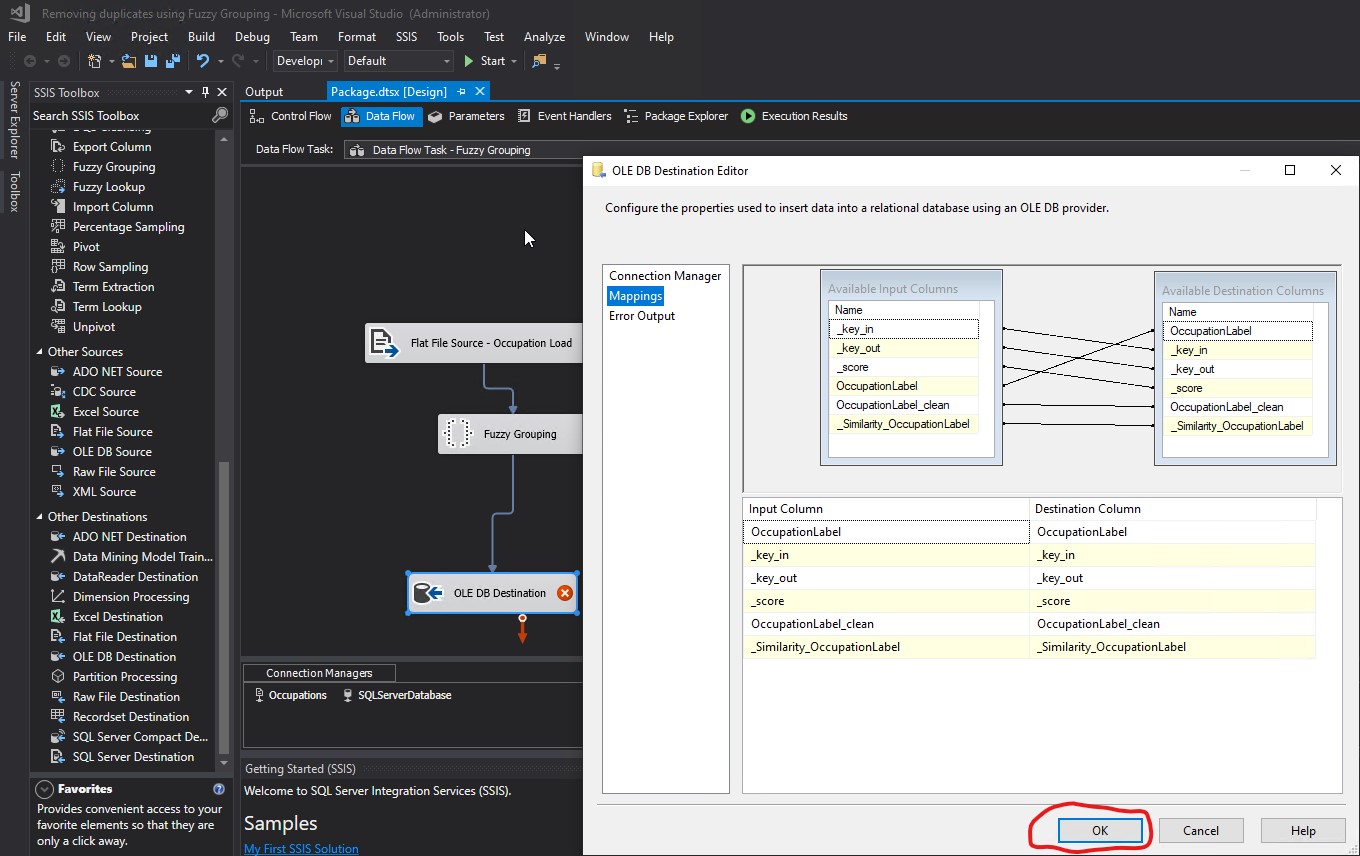 Removing duplicates using Fuzzy Grouping - Microsoft Visual Studio (Administrator)
File Edit View Project Build Debug Team Format SSIS Tools Test Analyze Window Help
Developı Default Start
Server Explorer
Toolbox
SSIS Toolbox
Search SSIS Toolbox
Export Column
Fuzzy Grouping
Fuzzy Lookup
Import Column
Percentage Sampling
Pivot
Row Sampling
Term Extraction
Term Lookup
Unpivot
Other Sources
ADO NET Source
CDC Source
Excel Source
Flat File Source
OLE DB Source
Raw File Source
XML Source
Other Destinations
ADO NET Destination
Data Mining Model Train...
DataReader Destination
Dimension Processing
Excel Destination
Flat File Destination
OLE DB Destination
Partition Processing
Raw File Destination
Recordset Destination
SQL Server Compact De...
SQL Server Destination
Favorites
Provides convenient access to your
favorite elements so that they are
only a click away.
Output Package.dtsx [Design]
Control Flow Data Flow Parameters Event Handlers Package Explorer Execution Results
Data Flow Task: Data Flow Task - Fuzzy Grouping
Flat File Source - Occupation Load
Fuzzy Grouping
OLE DB Destination
Connection Managers
Occupations SQLServerDatabase
Getting Started (SSIS)
Welcome to SQL Server Integration Services (SSIS).
Samples
My First SSIS Solution
OLE DB Destination Editor
Configure the properties used to insert data into a relational database using an OLE DB provider.
Connection Manager
Mappings
Error Output
Available Input Columns
Name
_key_in
_key_out
_score
OccupationLabel
OccupationLabel_clean
_Similarity_OccupationLabel
Available Destination Columns
Name
OccupationLabel
_key_in
_key_out
_score
OccupationLabel_clean
_Similarity_OccupationLabel
Input Column Destination Column
OccupationLabel OccupationLabel
_key_in _key_in
_key_out _key_out
_score _score
OccupationLabel_clean OccupationLabel_clean
_Similarity_OccupationLabel _Similarity_OccupationLabel
OK Cancel Help